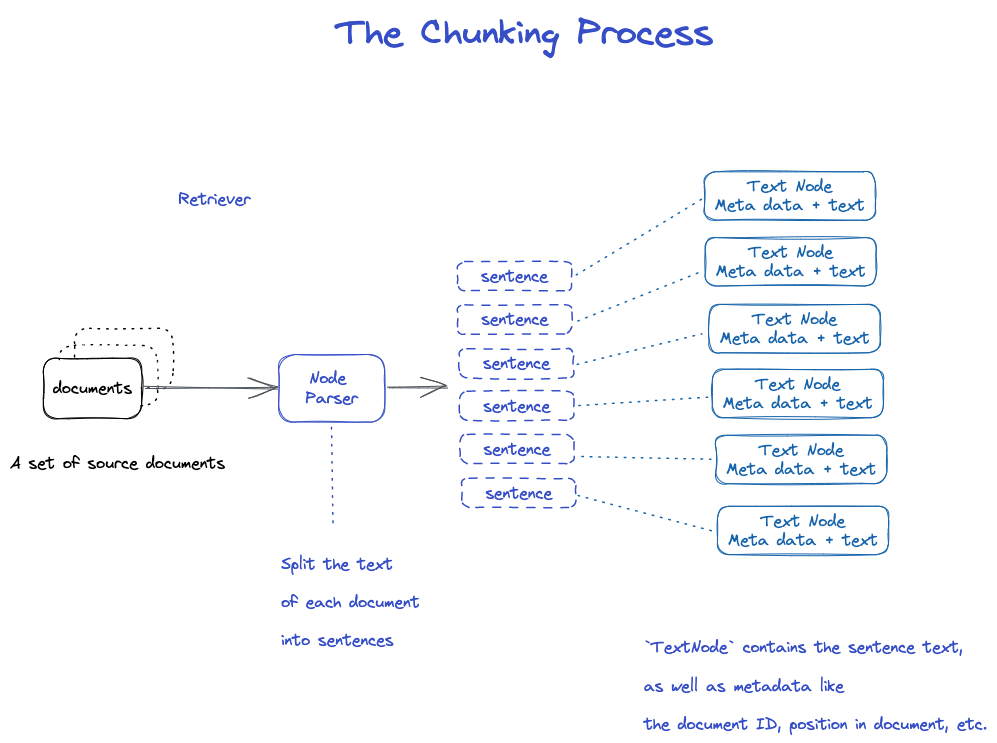 The Chunking Process
Retriever
documents
A set of source documents
Node
Parser
Split the text
of each document
into sentences
sentence
sentence
sentence
sentence
sentence
sentence
Text Node
Meta data + text
Text Node
Meta data + text
Text Node
Meta data + text
Text Node
Meta data + text
Text Node
Meta data + text
Text Node
Meta data + text
`TextNode` contains the sentence text,
as well as metadata like
the document ID, position in document, etc.